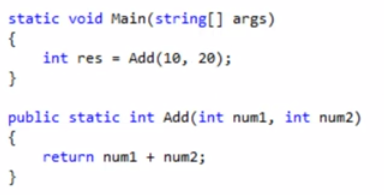 static void Main(string[] args)
{
    int res = Add(10, 20);
}

public static int Add(int num1, int num2)
{
    return num1 + num2;
}